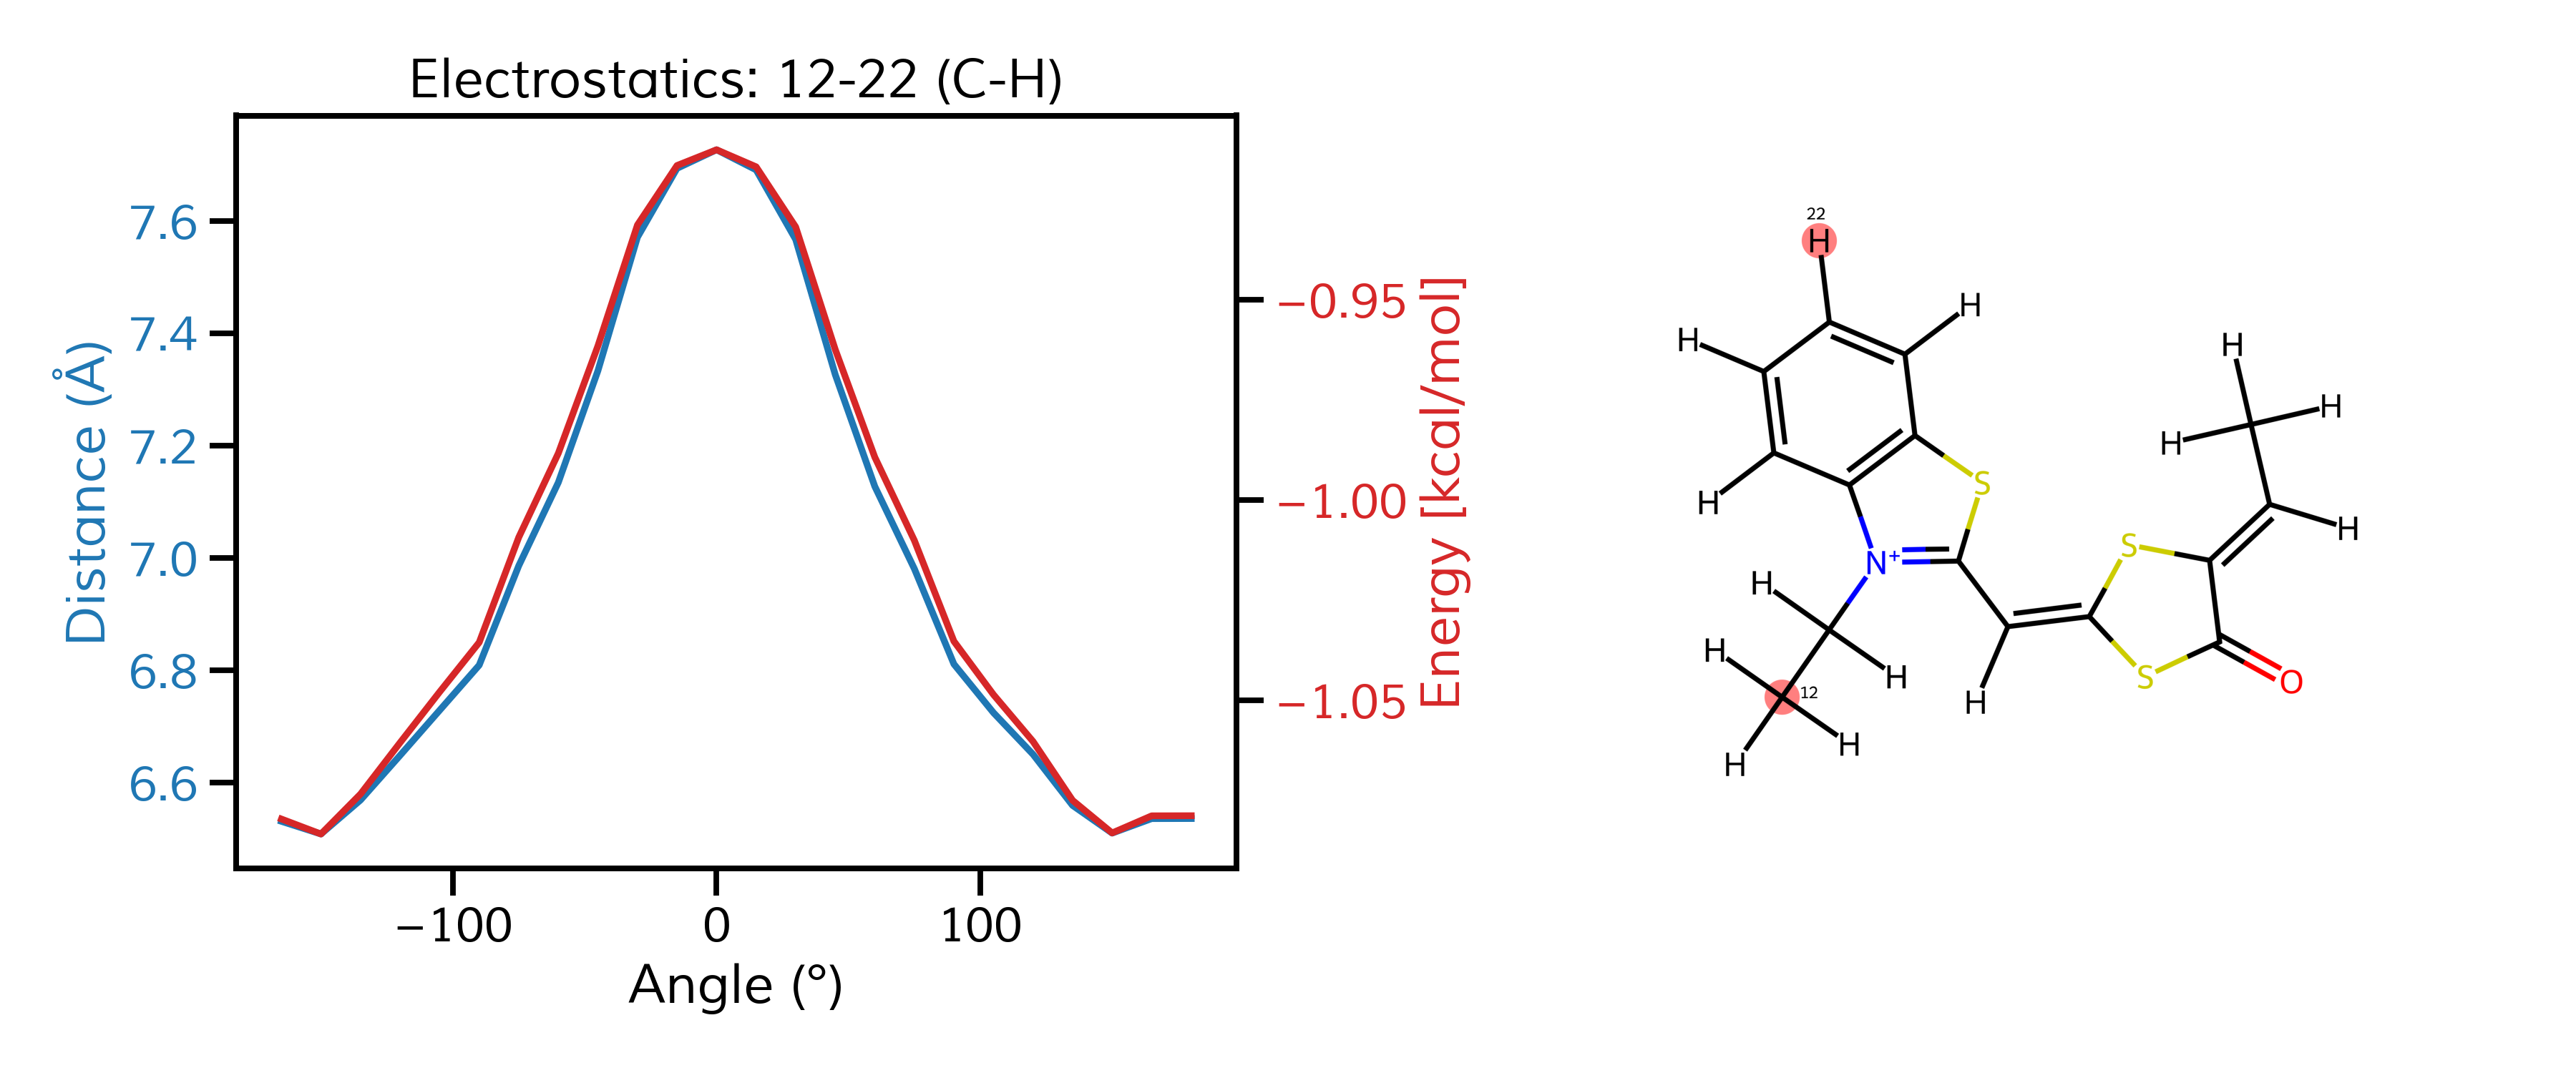 Electrostatics: 12-22 (C-H)
Distance (Å)
7.6
7.4
7.2
7.0
6.8
6.6
−100
0
100
Angle (°)
−0.95
−1.00
−1.05
Energy [kcal/mol]
22
H
H
H
H
H
H
H
S
S
H
N⁺
H
H
H
S
O
12
H
H
H